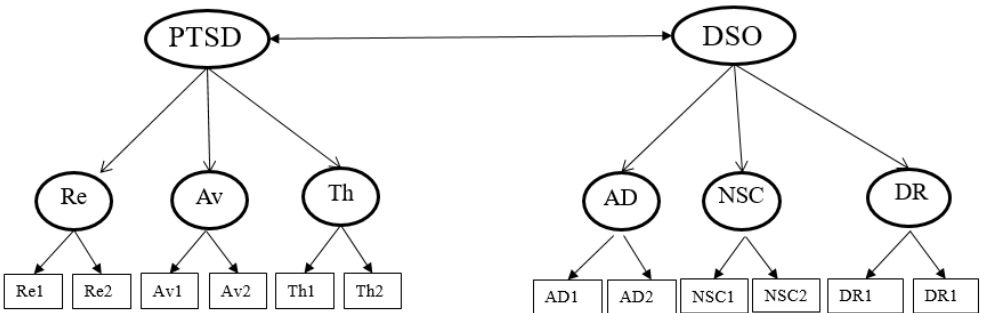 PTSD
DSO
Re
Av
Th
AD
NSC
DR
Re1
Re2
Av1
Av2
Th1
Th2
AD1
AD2
NSC1
NSC2
DR1
DR1